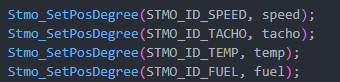 Stmo_SetPosDegree(STMO_ID_SPEED, speed);
Stmo_SetPosDegree(STMO_ID_TACHO, tacho);
Stmo_SetPosDegree(STMO_ID_TEMP, temp);
Stmo_SetPosDegree(STMO_ID_FUEL, fuel);